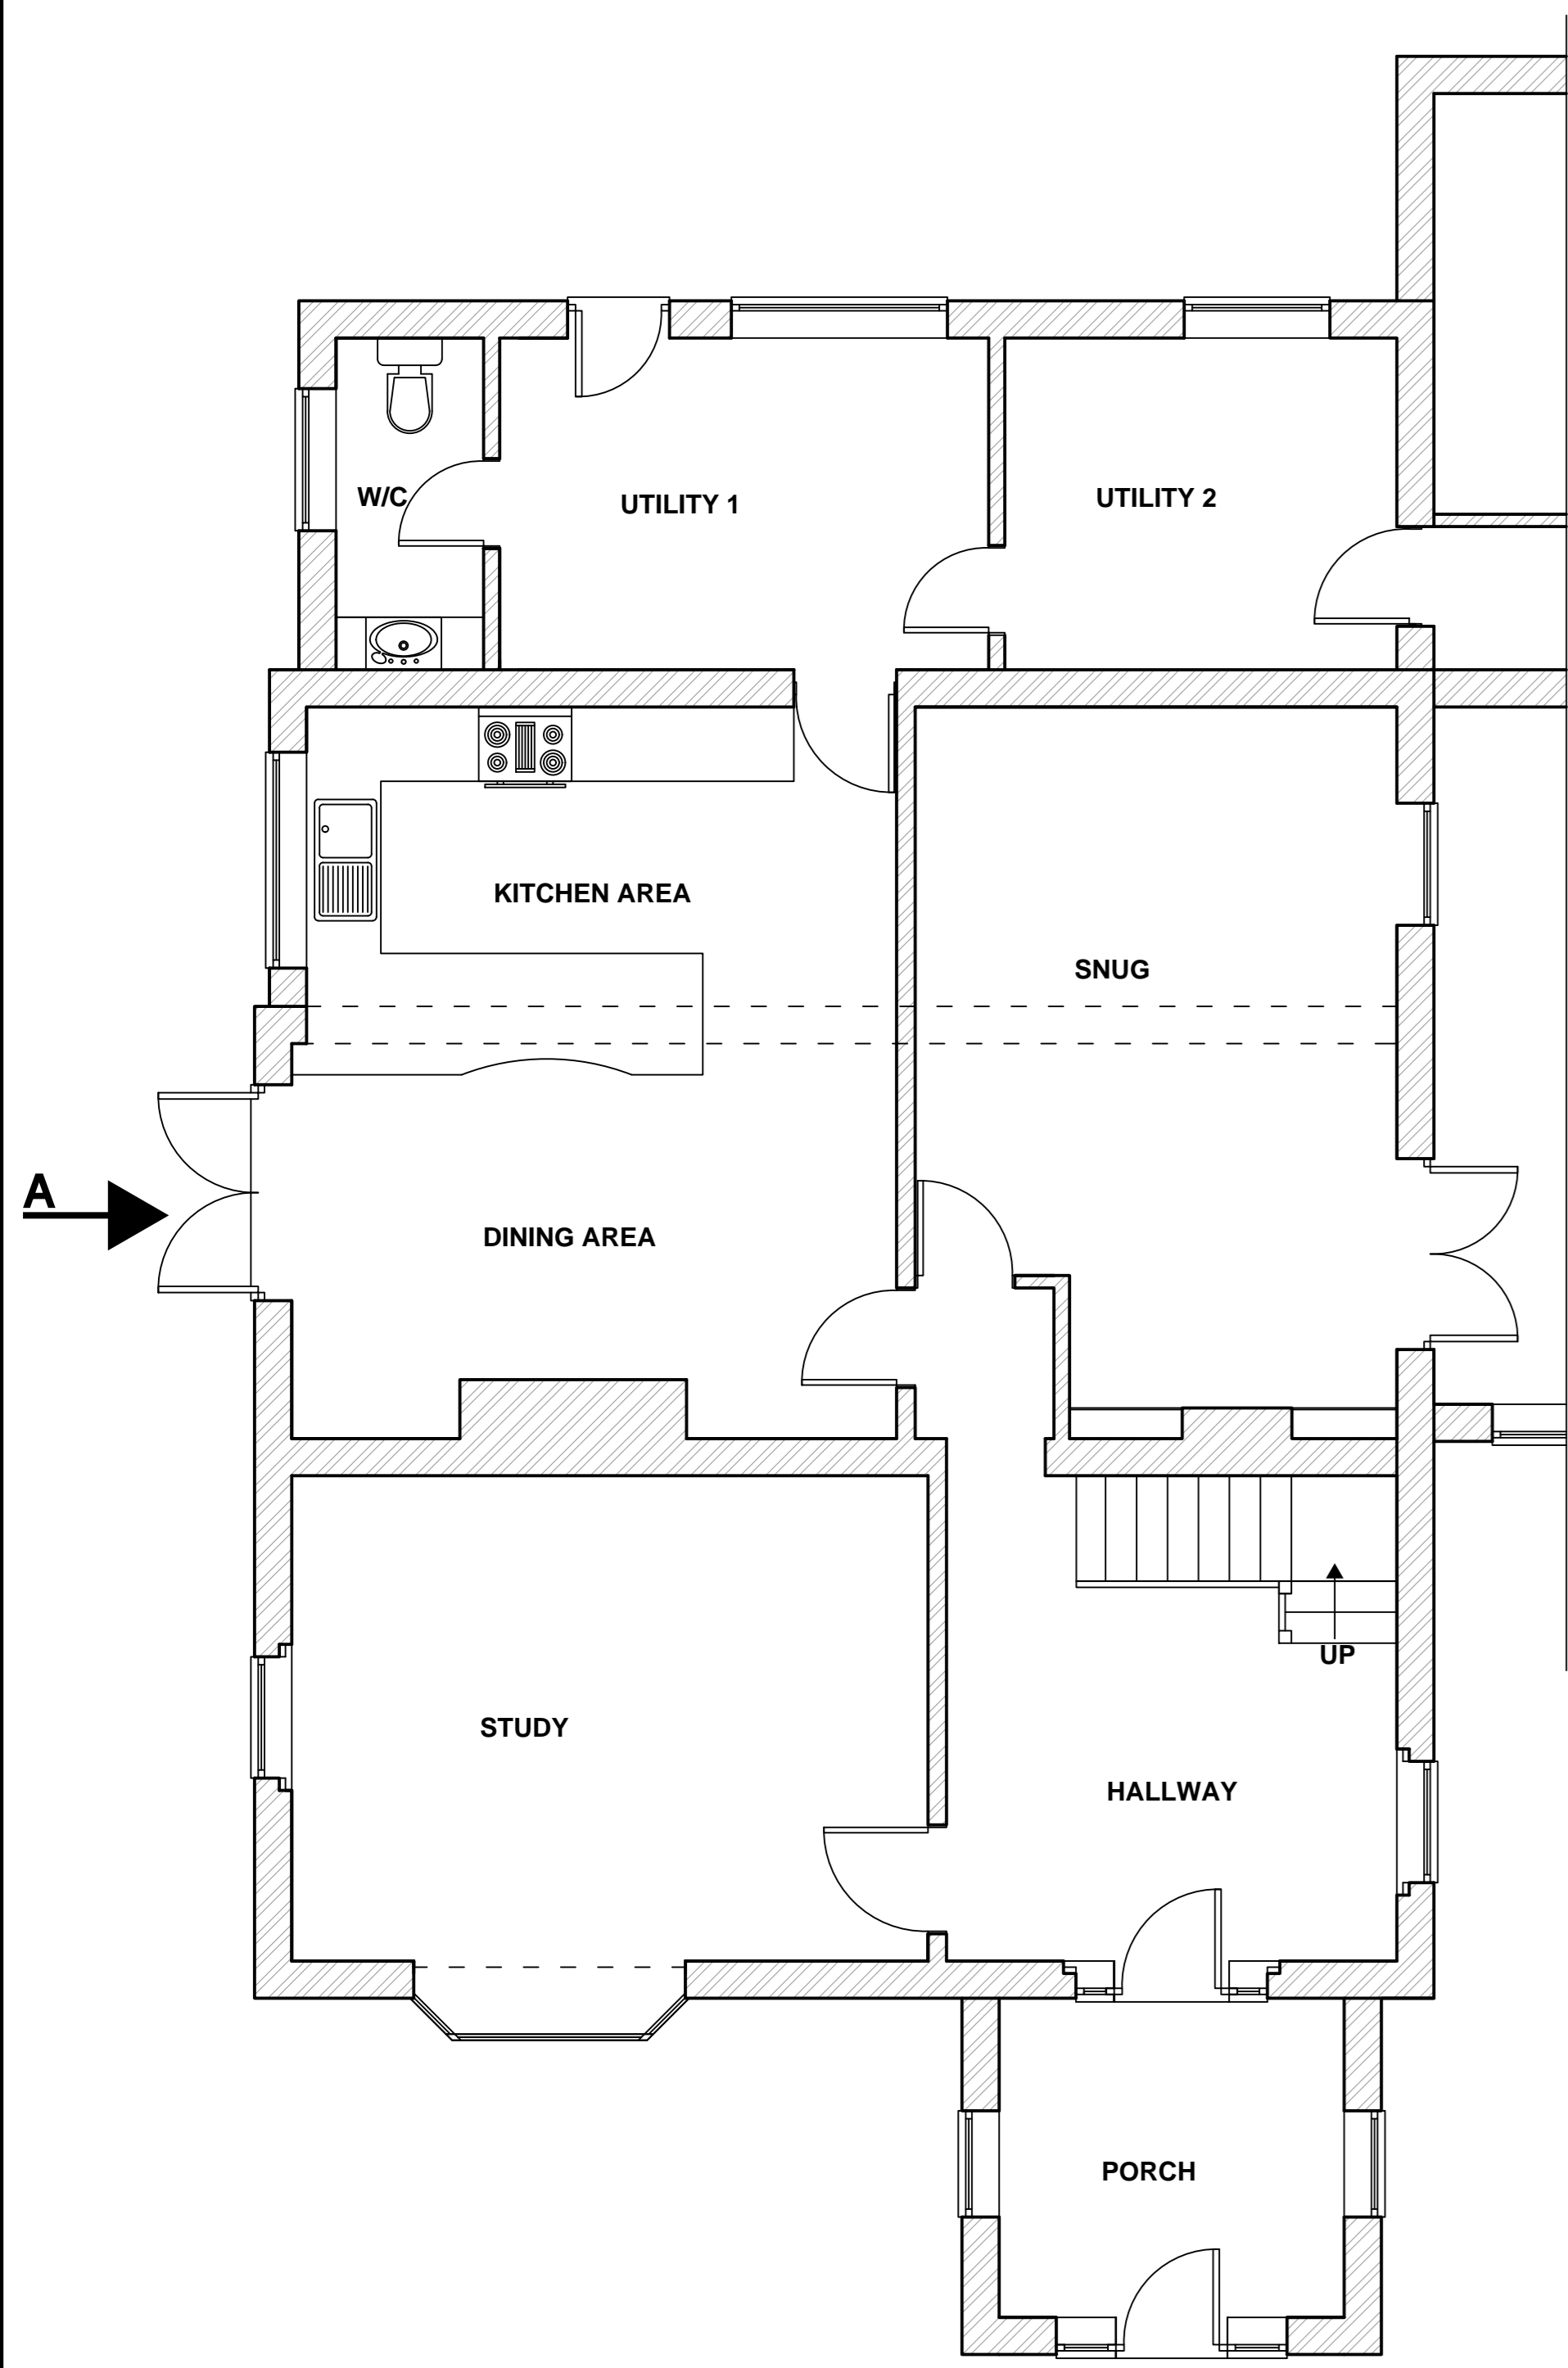 W/C
UTILITY 1
UTILITY 2
KITCHEN AREA
SNUG
A
DINING AREA
UP
STUDY
HALLWAY
PORCH